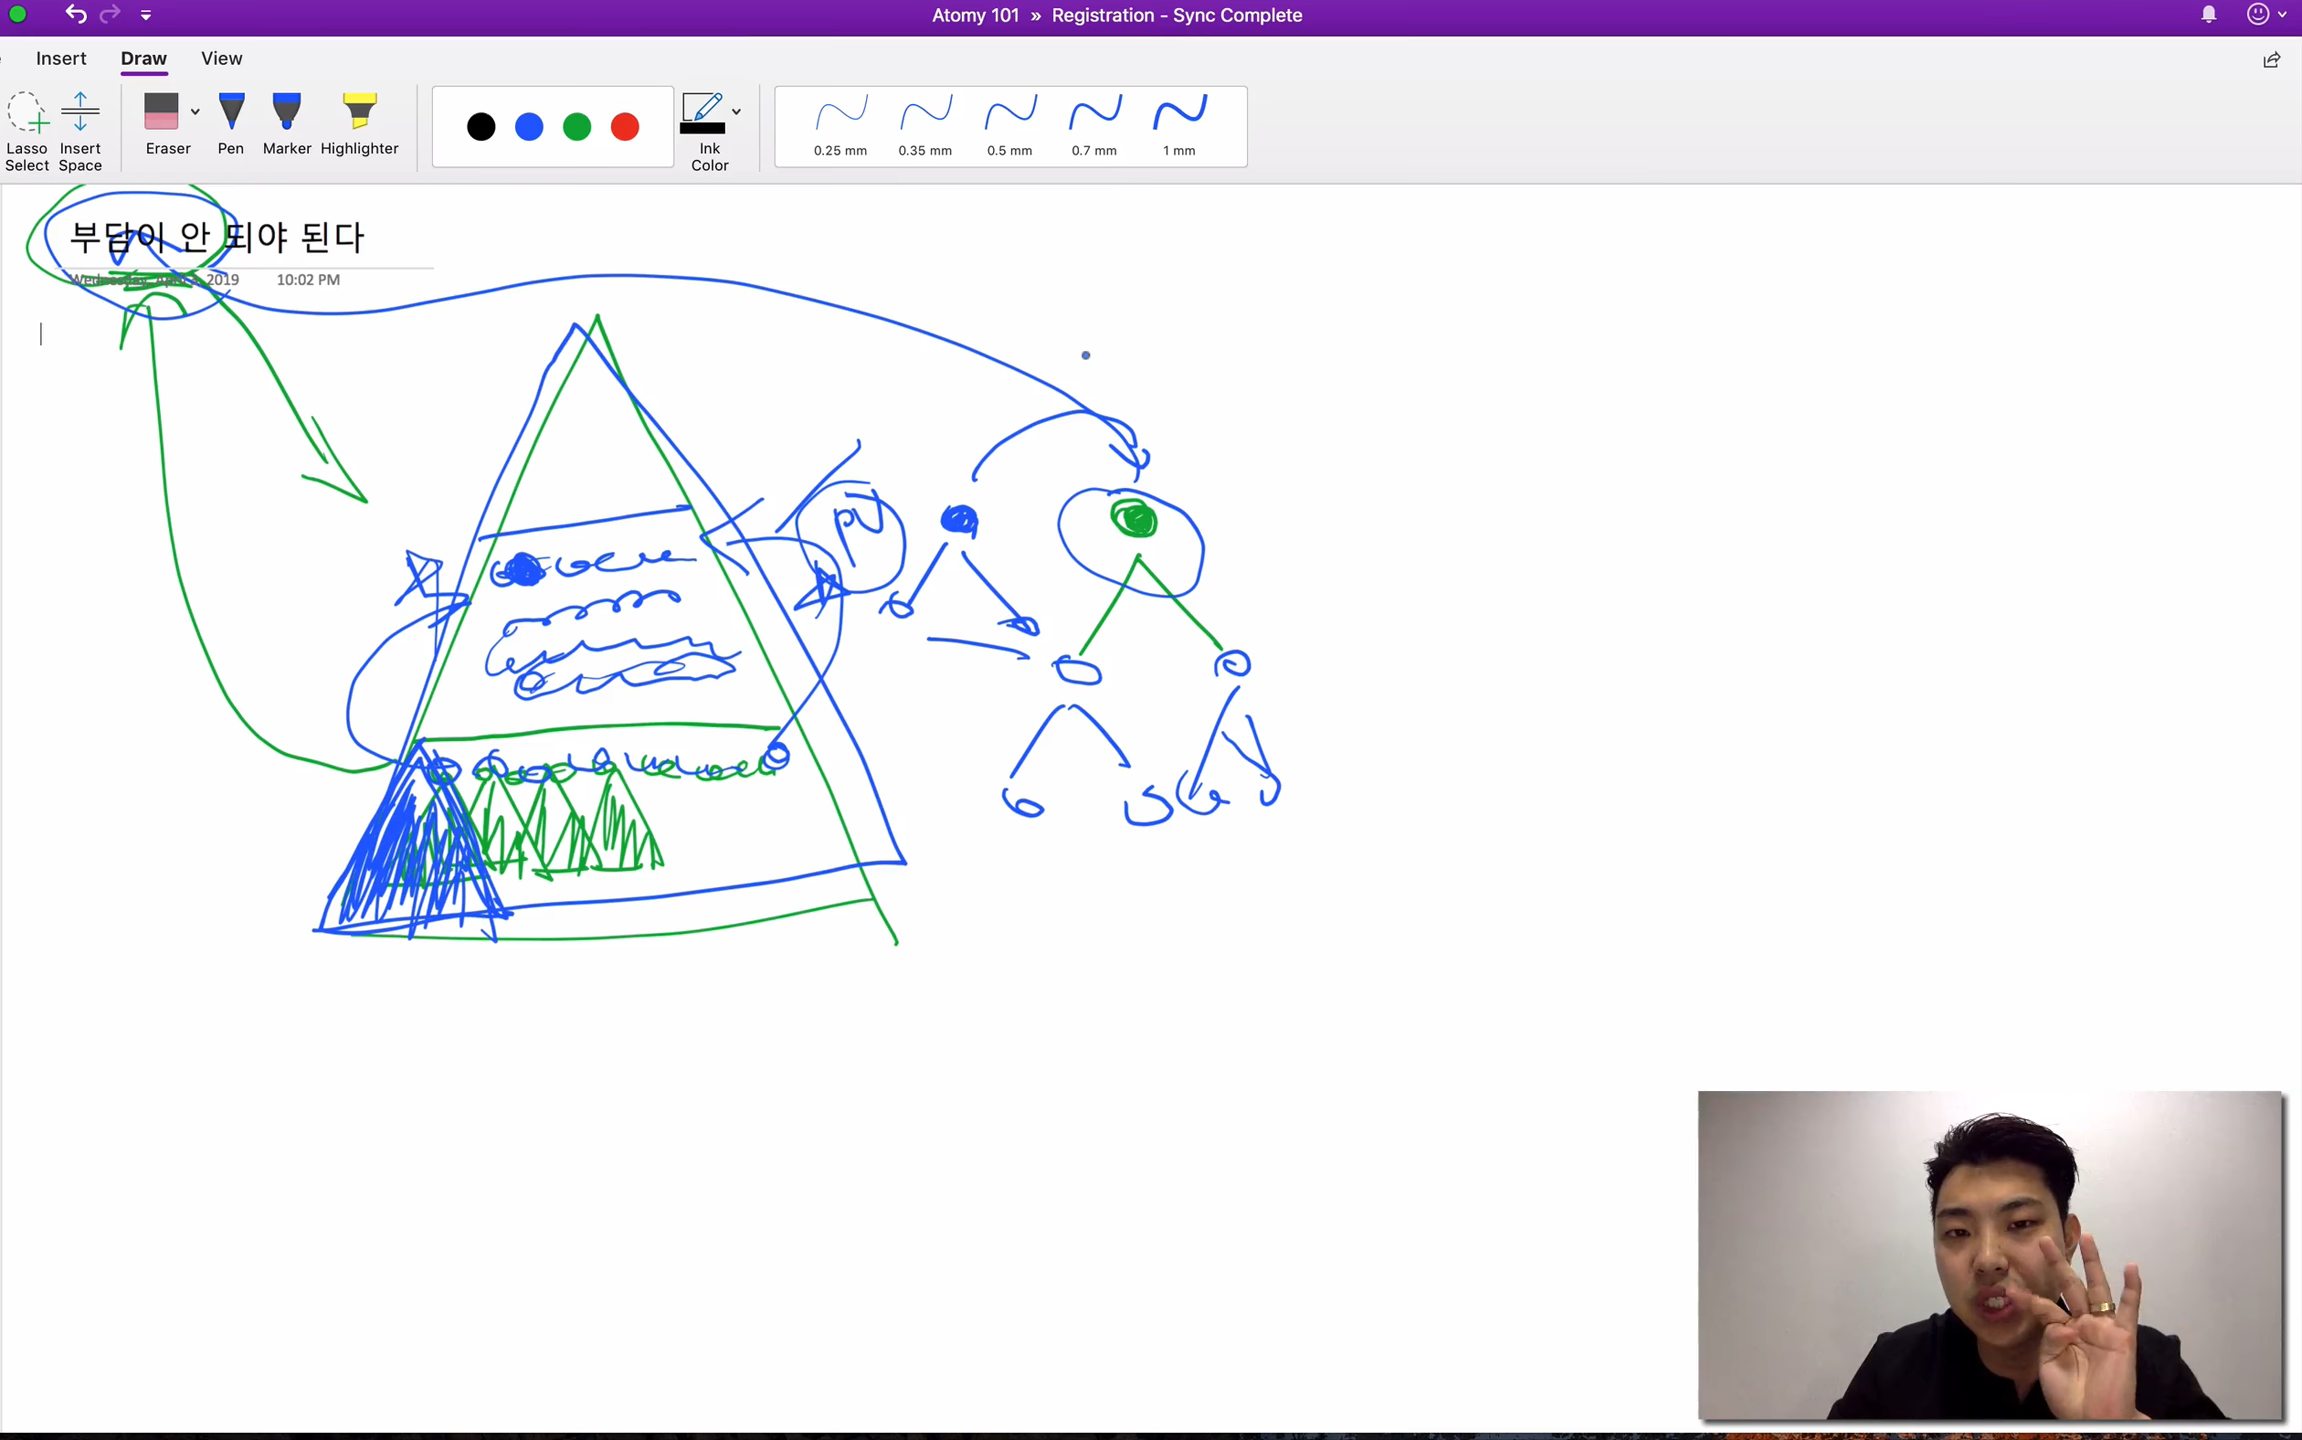 Atomy 101 » Registration - Sync Complete
Insert Draw View
Lasso Select
Insert Space
Eraser
Pen
Marker
Highlighter
Ink Color
0.25 mm
0.35 mm
0.5 mm
0.7 mm
1 mm
부담이 안 되야 된다
Wednesday, 2019 10:02 PM
PV